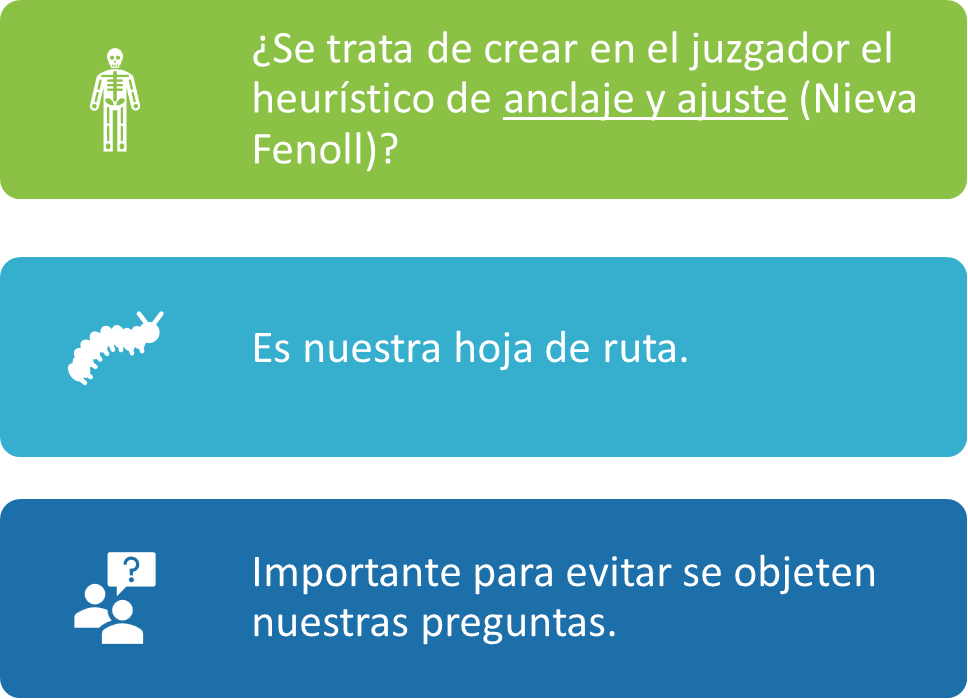 ¿Se trata de crear en el juzgador el
heurístico de anclaje y ajuste (Nieva
Fenoll)?
Es nuestra hoja de ruta.
?
Importante para evitar se objeten
nuestras preguntas.